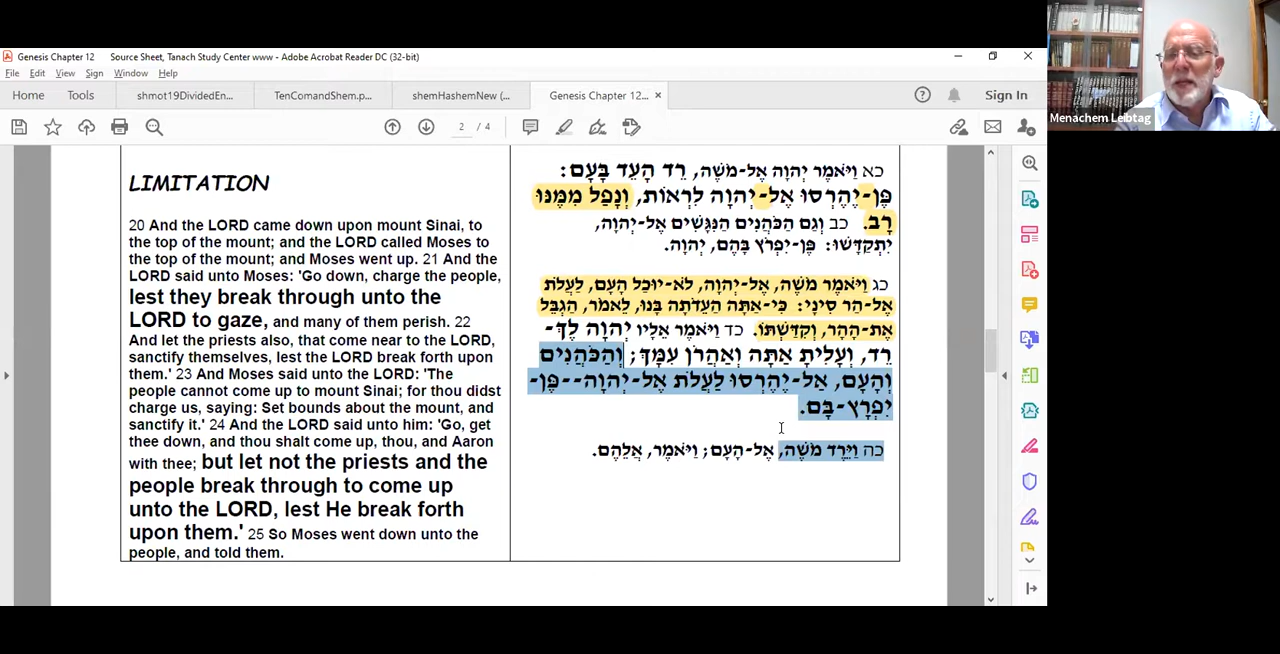 Genesis Chapter 12 Source Sheet, Tanach Study Center www - Adobe Acrobat Reader DC (32-bit)
File Edit View Sign Window Help
Home Tools shmot19DividedEn... TenComandShem.p... shemHashemNew (... Genesis Chapter 12... × Sign In
2 / 4
Menachem Leibtag
LIMITATION
20 And the LORD came down upon mount Sinai, to
the top of the mount; and the LORD called Moses to
the top of the mount; and Moses went up. 21 And the
LORD said unto Moses: 'Go down, charge the people,
lest they break through unto the
LORD to gaze, and many of them perish. 22
And let the priests also, that come near to the LORD,
sanctify themselves, lest the LORD break forth upon
them.' 23 And Moses said unto the LORD: 'The
people cannot come up to mount Sinai; for thou didst
charge us, saying: Set bounds about the mount, and
sanctify it.' 24 And the LORD said unto him: 'Go, get
thee down, and thou shalt come up, thou, and Aaron
with thee; but let not the priests and the
people break through to come up
unto the LORD, lest He break forth
upon them.' 25 So Moses went down unto the
people, and told them.
כא וַיֹּאמֶר יְהוָה אֶל-מֹשֶׁה, רֵד הָעֵד בָּעָם:
פֶּן-יֶהֶרְסוּ אֶל-יְהוָה לִרְאוֹת, וְנָפַל מִמֶּנּוּ
רָב. כב וְגַם הַכֹּהֲנִים הַנִּגָּשִׁים אֶל-יְהוָה,
יִתְקַדָּשׁוּ: פֶּן-יִפְרֹץ בָּהֶם, יְהוָה.
כג וַיֹּאמֶר מֹשֶׁה, אֶל-יְהוָה, לֹא-יוּכַל הָעָם, לַעֲלֹת
אֶל-הַר סִינָי: כִּי-אַתָּה הַעֵדֹתָה בָּנוּ, לֵאמֹר, הַגְבֵּל
אֶת-הָהָר, וְקִדַּשְׁתּוֹ. כד וַיֹּאמֶר אֵלָיו יְהוָה לֶךְ-
רֵד, וְעָלִיתָ אַתָּה וְאַהֲרֹן עִמָּךְ; וְהַכֹּהֲנִים
וְהָעָם, אַל-יֶהֶרְסוּ לַעֲלֹת אֶל-יְהוָה--פֶּן-
יִפְרָץ-בָּם.
כה וַיֵּרֶד מֹשֶׁה, אֶל-הָעָם; וַיֹּאמֶר, אֲלֵהֶם.